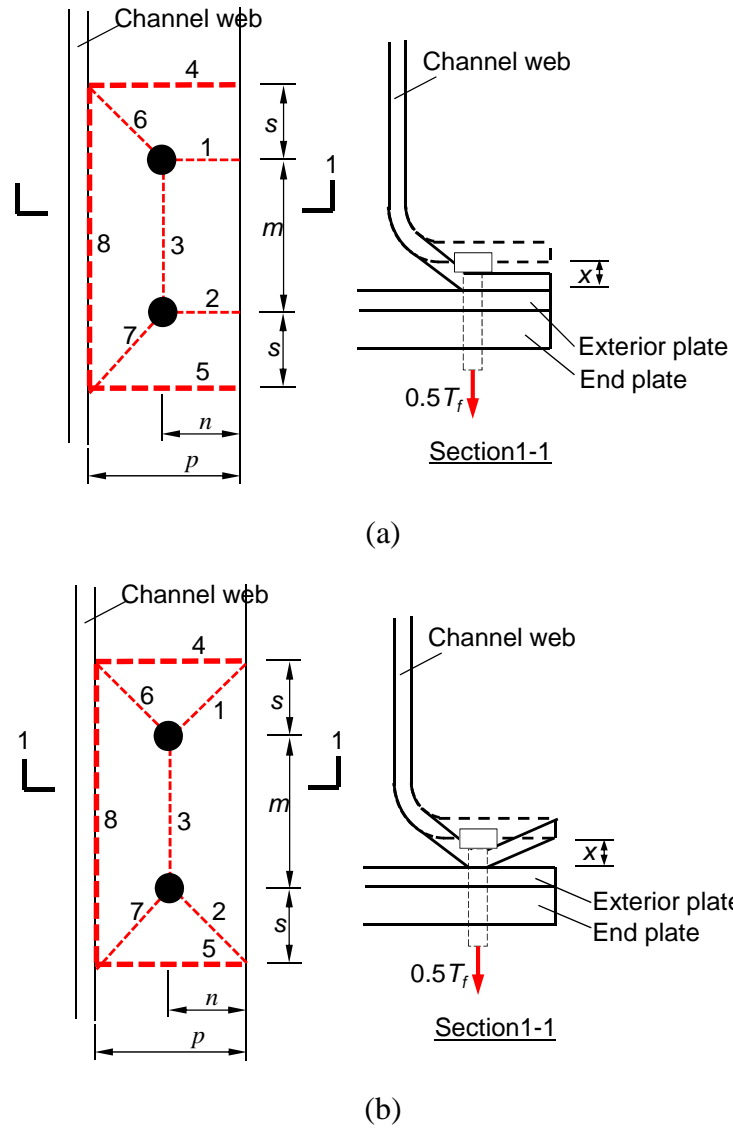 Channel web
4
6
s
1
8
3
m
2
7
5
s
n
p
1
Channel web
x
Exterior plate
End plate
0.5Tf
Section1-1
(a)
Channel web
4
6
1
s
1
1
8
3
m
7
2
5
s
n
p
Channel web
x
Exterior plate
End plate
0.5Tf
Section1-1
(b)